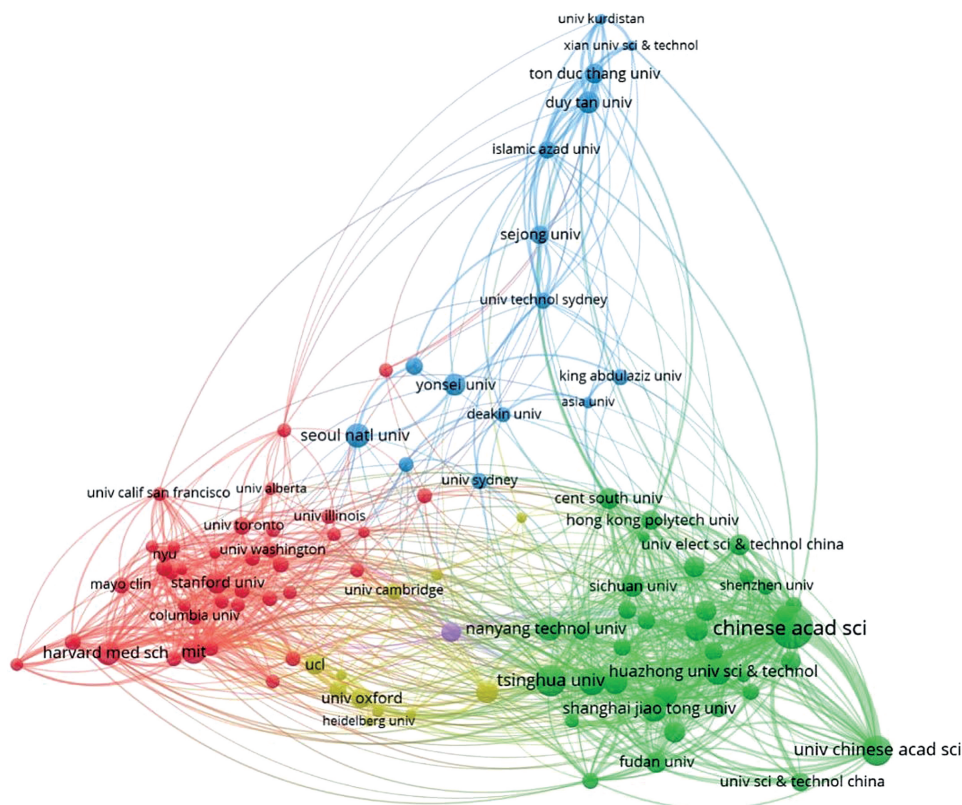 univ kurdistan
xian univ sci & technol
ton duc thang univ
duy tan univ
islamic azad univ
sejong univ
univ technol sydney
king abdulaziz univ
yonsei univ
asia univ
deakin univ
seoul natl univ
univ sydney
univ calif san francisco
univ alberta
cent south univ
univ illinois
hong kong polytech univ
univ toronto
univ elect sci & technol china
nyu
univ washington
mayo clin
stanford univ
univ cambridge
sichuan univ
shenzhen univ
columbia univ
nanyang technol univ
chinese acad sci
harvard med sch
mit
ucl
tsinghua univ
huazhong univ sci & technol
univ oxford
heidelberg univ
shanghai jiao tong univ
univ chinese acad sci
fudan univ
univ sci & technol china